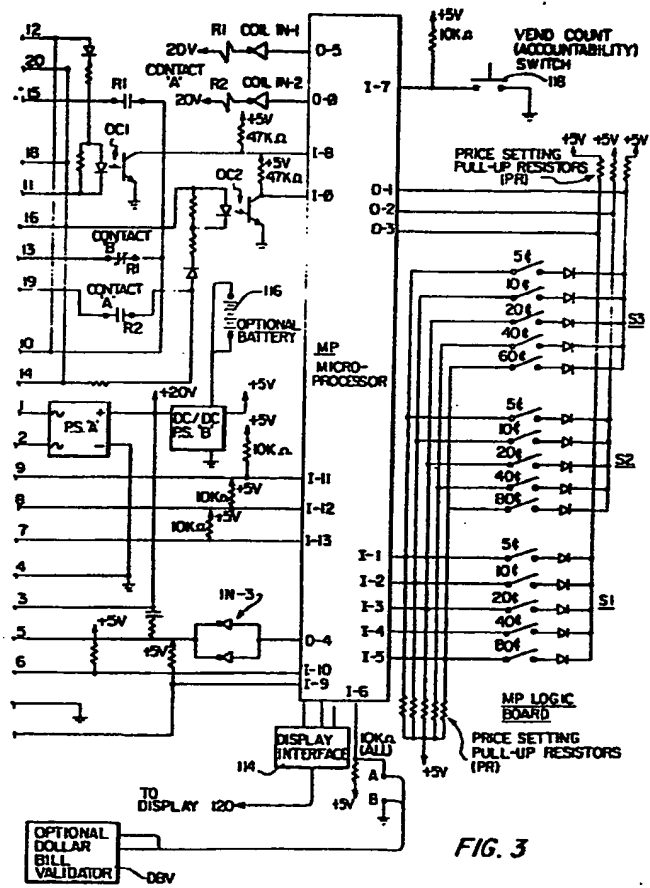 12
20
15
18
11
16
13
19
10
14
1
2
9
8
7
4
3
5
6
R1
OC1
CONTACT
"B"
R1
CONTACT
"A"
R2
R1 COIL IN-1
20V
CONTACT
"A"
R2 COIL IN-2
20V
+5V
47KΩ
+5V
47KΩ
OC2
116
OPTIONAL
BATTERY
+20V
P.S. "A"
+
−
DC/DC
P.S. "B"
+5V
+5V
10KΩ
+5V
10KΩ
+5V
10KΩ
+5V
+5V
IN-3
O-5
I-8
I-11
I-12
I-13
O-4
I-10
I-9
I-6
MP
MICRO-
PROCESSOR
I-7
O-1
O-2
O-3
I-1
I-2
I-3
I-4
I-5
+5V
10KΩ
VEND COUNT
(ACCOUNTABILITY)
SWITCH
118
+5V +5V +5V
PRICE SETTING
PULL-UP RESISTORS
(PR)
5¢
10¢
20¢
40¢
60¢
S3
5¢
10¢
20¢
40¢
80¢
S2
5¢
10¢
20¢
40¢
80¢
S1
MP LOGIC
BOARD
PRICE SETTING
PULL-UP RESISTORS
(PR)
+5V
DISPLAY
INTERFACE
114
10KΩ
(ALL)
A
B
+5V
TO
DISPLAY 120
OPTIONAL
DOLLAR
BILL
VALIDATOR
DBV
FIG. 3